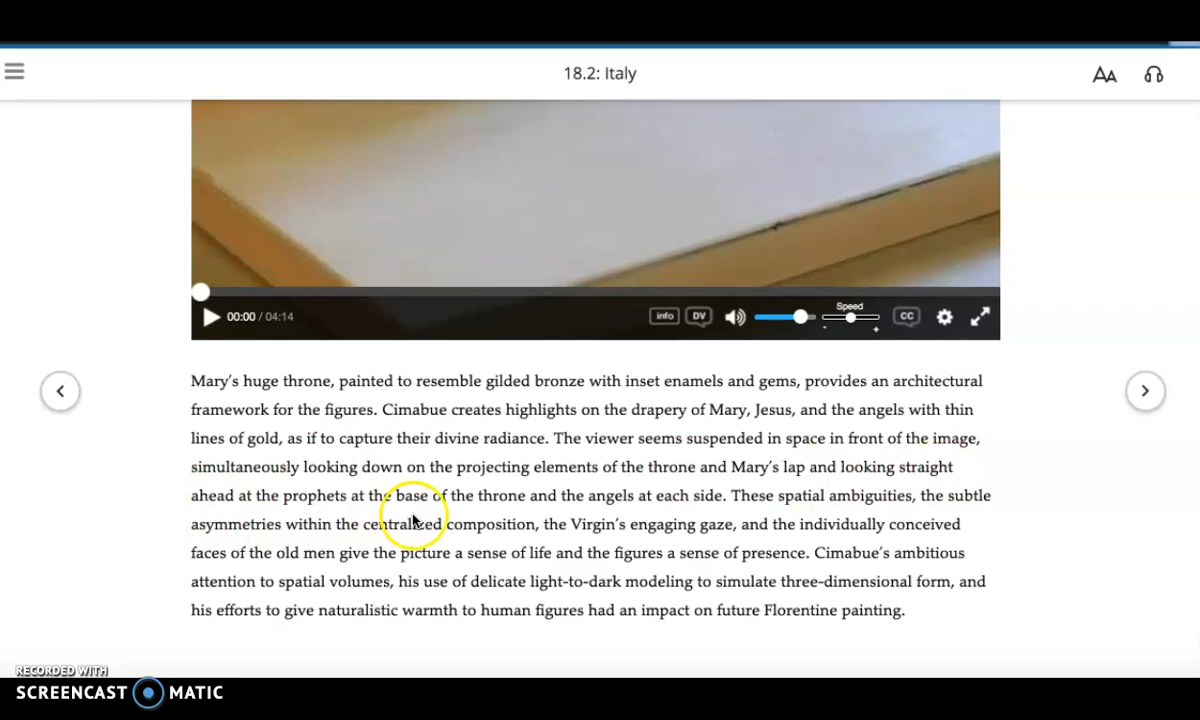 18.2: Italy
AA
00:00 / 04:14
info
DV
Speed
- +
CC
Mary's huge throne, painted to resemble gilded bronze with inset enamels and gems, provides an architectural
framework for the figures. Cimabue creates highlights on the drapery of Mary, Jesus, and the angels with thin
lines of gold, as if to capture their divine radiance. The viewer seems suspended in space in front of the image,
simultaneously looking down on the projecting elements of the throne and Mary's lap and looking straight
ahead at the prophets at the base of the throne and the angels at each side. These spatial ambiguities, the subtle
asymmetries within the centralized composition, the Virgin's engaging gaze, and the individually conceived
faces of the old men give the picture a sense of life and the figures a sense of presence. Cimabue's ambitious
attention to spatial volumes, his use of delicate light-to-dark modeling to simulate three-dimensional form, and
his efforts to give naturalistic warmth to human figures had an impact on future Florentine painting.
RECORDED WITH
SCREENCAST MATIC